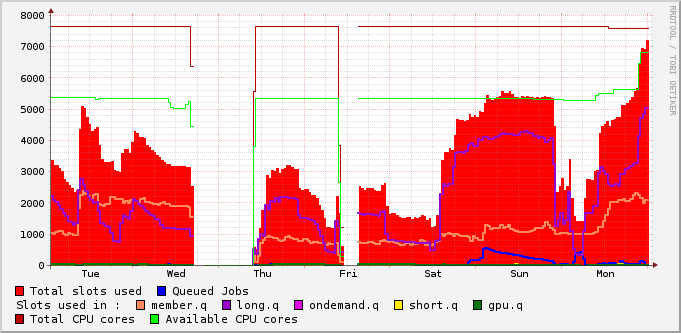 8000
7000
6000
5000
4000
3000
2000
1000
0
Tue Wed Thu Fri Sat Sun Mon
RRDTOOL / TOBI OETIKER
Total slots used Queued Jobs
Slots used in : member.q long.q ondemand.q short.q gpu.q
Total CPU cores Available CPU cores